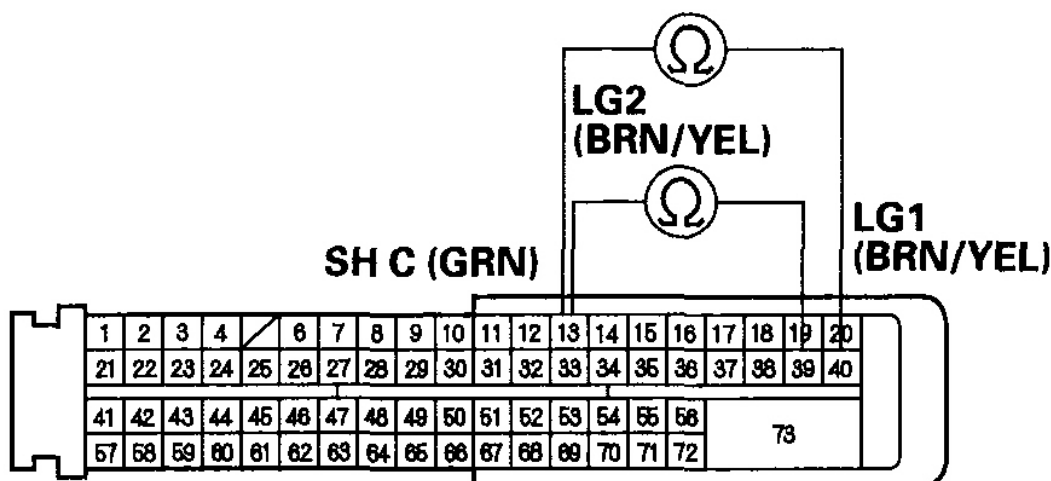 Ω
LG2
(BRN/YEL)
Ω
LG1
(BRN/YEL)
SH C (GRN)
1 2 3 4 6 7 8 9 10 11 12 13 14 15 16 17 18 19 20
21 22 23 24 25 26 27 28 29 30 31 32 33 34 35 36 37 38 39 40
41 42 43 44 45 46 47 48 49 50 51 52 53 54 55 56
73
57 58 59 60 61 62 63 64 65 66 67 68 69 70 71 72